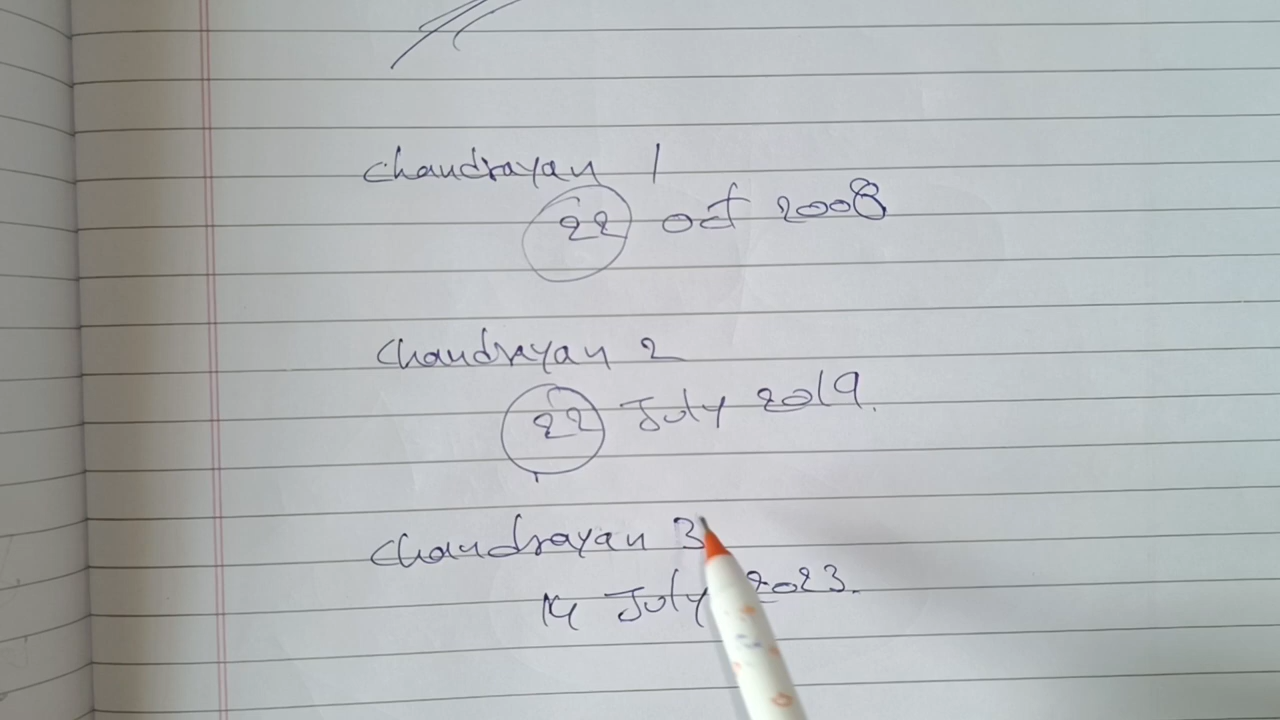 chandrayan 1
22 oct 2008
chandrayan 2
22 July 2019.
chandrayan 3
14 July 2023.